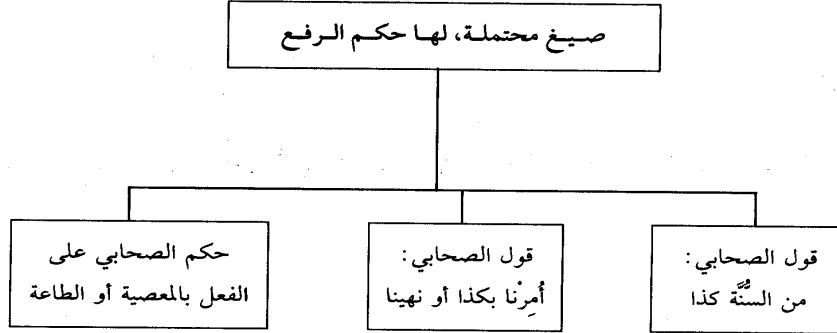 صيغ محتملة، لها حكم الرفع
قول الصحابي:
من السُّنَّة كذا
قول الصحابي:
أُمِرْنا بكذا أو نهينا
حكم الصحابي على
الفعل بالمعصية أو الطاعة